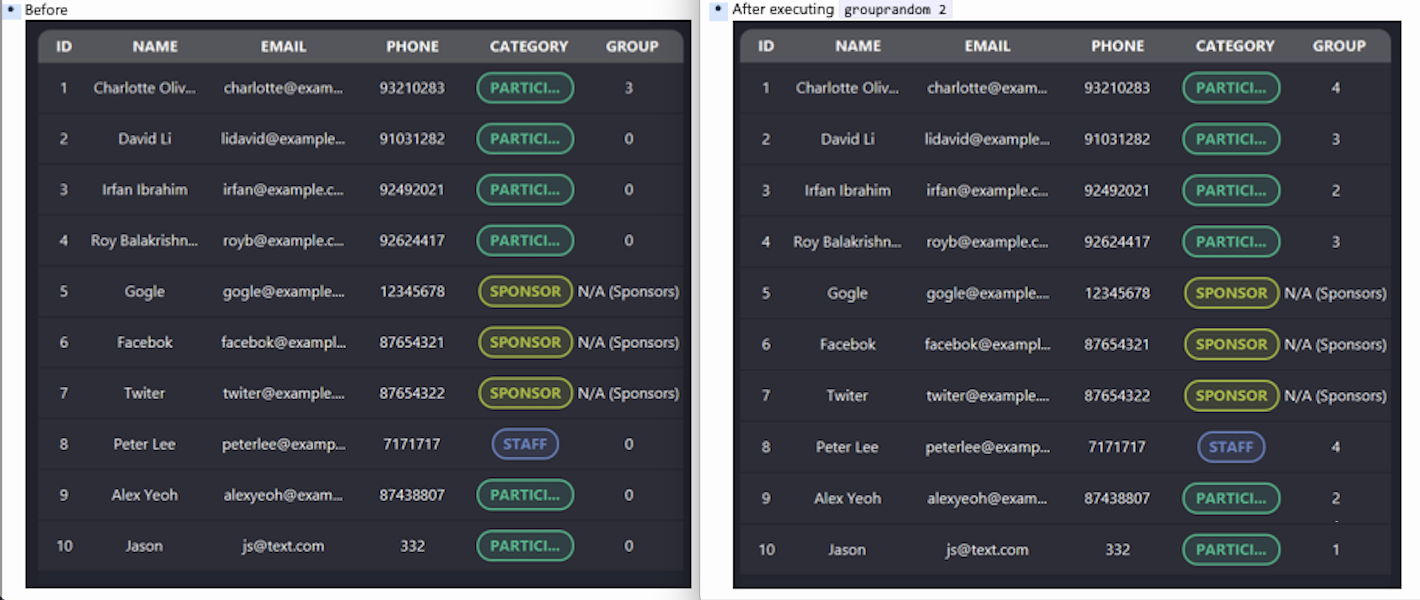 Before
ID NAME EMAIL PHONE CATEGORY GROUP
1 Charlotte Oliv... charlotte@exam... 93210283 PARTICI... 3
2 David Li lidavid@example... 91031282 PARTICI... 0
3 Irfan Ibrahim irfan@example.c... 92492021 PARTICI... 0
4 Roy Balakrishn... royb@example.c... 92624417 PARTICI... 0
5 Gogle gogle@example.... 12345678 SPONSOR N/A (Sponsors)
6 Facebok facebok@exampl... 87654321 SPONSOR N/A (Sponsors)
7 Twiter twiter@example.... 87654322 SPONSOR N/A (Sponsors)
8 Peter Lee peterlee@examp... 7171717 STAFF 0
9 Alex Yeoh alexyeoh@exam... 87438807 PARTICI... 0
10 Jason js@text.com 332 PARTICI... 0
After executing grouprandom 2
ID NAME EMAIL PHONE CATEGORY GROUP
1 Charlotte Oliv... charlotte@exam... 93210283 PARTICI... 4
2 David Li lidavid@example... 91031282 PARTICI... 3
3 Irfan Ibrahim irfan@example.c... 92492021 PARTICI... 2
4 Roy Balakrishn... royb@example.c... 92624417 PARTICI... 3
5 Gogle gogle@example.... 12345678 SPONSOR N/A (Sponsors)
6 Facebok facebok@exampl... 87654321 SPONSOR N/A (Sponsors)
7 Twiter twiter@example.... 87654322 SPONSOR N/A (Sponsors)
8 Peter Lee peterlee@examp... 7171717 STAFF 4
9 Alex Yeoh alexyeoh@exam... 87438807 PARTICI... 2
10 Jason js@text.com 332 PARTICI... 1